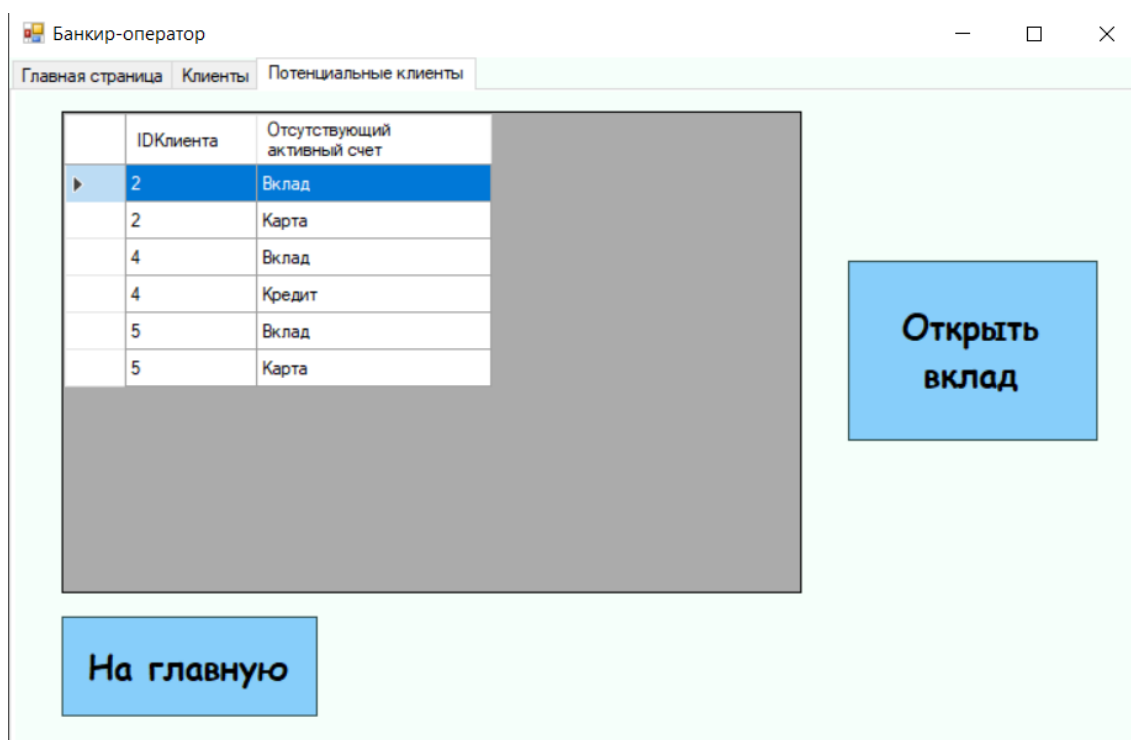 Банкир-оператор
Главная страница Клиенты Потенциальные клиенты
IDКлиента Отсутствующий
активный счет
2 Вклад
2 Карта
4 Вклад
4 Кредит
5 Вклад
5 Карта
Открыть
вклад
На главную